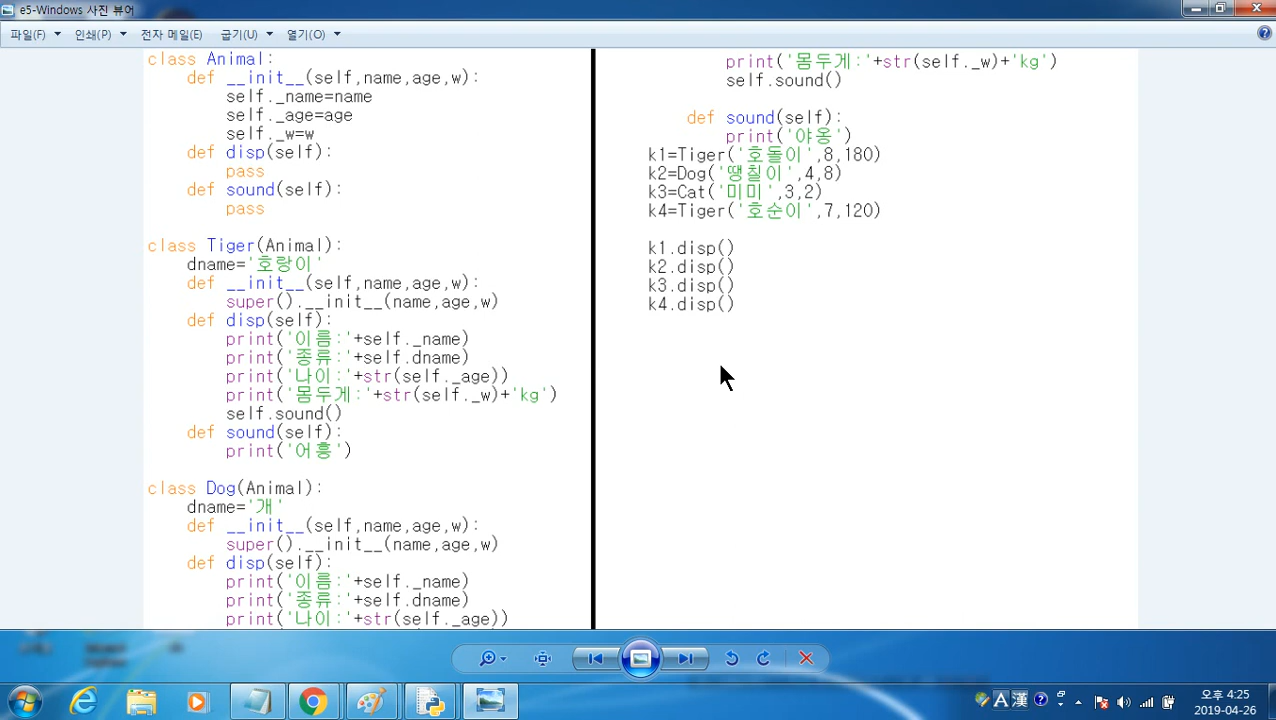 e5-Windows 사진 뷰어
파일(F) 인쇄(P) 전자 메일(E) 굽기(U) 열기(O)
class Animal:
    def __init__(self,name,age,w):
        self._name=name
        self._age=age
        self._w=w
    def disp(self):
        pass
    def sound(self):
        pass
class Tiger(Animal):
    dname='호랑이'
    def __init__(self,name,age,w):
        super().__init__(name,age,w)
    def disp(self):
        print('이름:'+self._name)
        print('종류:'+self.dname)
        print('나이:'+str(self._age))
        print('몸두게:'+str(self._w)+'kg')
        self.sound()
    def sound(self):
        print('어흥')
class Dog(Animal):
    dname='개'
    def __init__(self,name,age,w):
        super().__init__(name,age,w)
    def disp(self):
        print('이름:'+self._name)
        print('종류:'+self.dname)
        print('나이:'+str(self._age))
        print('몸두게:'+str(self._w)+'kg')
        self.sound()
    def sound(self):
        print('야옹')
k1=Tiger('호돌이',8,180)
k2=Dog('땡칠이',4,8)
k3=Cat('미미',3,2)
k4=Tiger('호순이',7,120)
k1.disp()
k2.disp()
k3.disp()
k4.disp()
A 漢
오후 4:25
2019-04-26